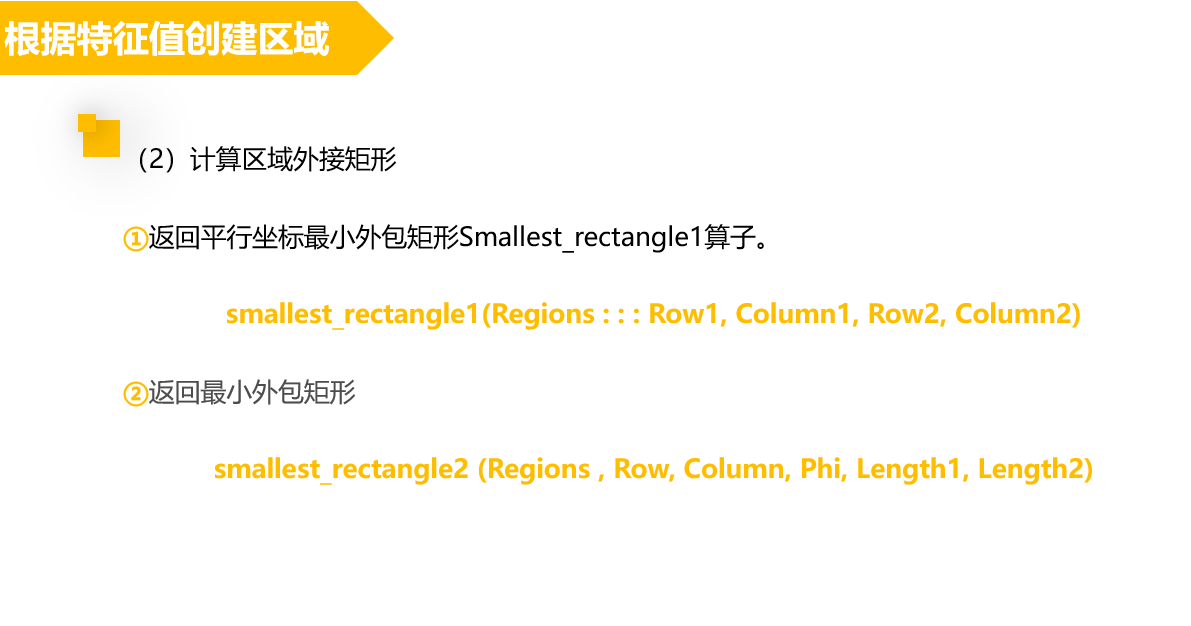 根据特征值创建区域
（2）计算区域外接矩形
①返回平行坐标最小外包矩形Smallest_rectangle1算子。
smallest_rectangle1(Regions : : : Row1, Column1, Row2, Column2)
②返回最小外包矩形
smallest_rectangle2 (Regions , Row, Column, Phi, Length1, Length2)